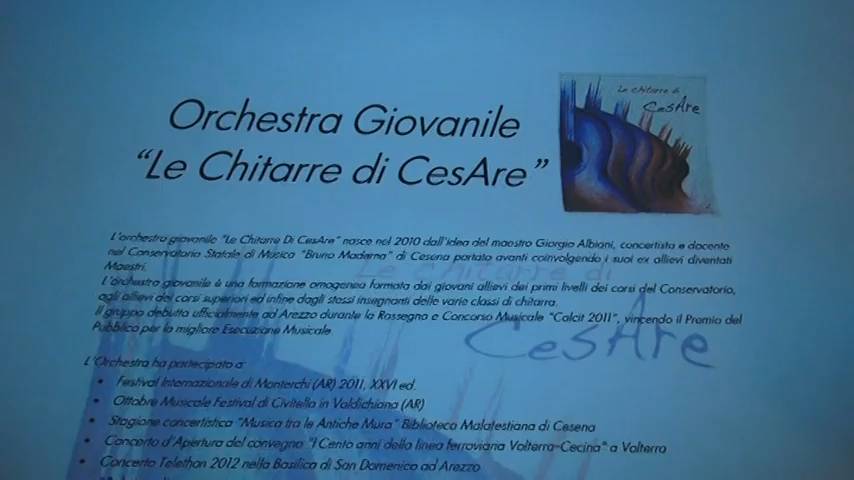 Le chitarre di
CesAre
Orchestra Giovanile
"Le Chitarre di CesAre"
L'orchestra giovanile "Le Chitarre Di CesAre" nasce nel 2010 dall'idea del maestro Giorgio Albiani, concertista e docente
nel Conservatorio Statale di Musica "Bruno Maderna" di Cesena portato avanti coinvolgendo i suoi ex allievi diventati
Maestri.
L'orchestra giovanile è una formazione omogenea formata dai giovani allievi dei primi livelli dei corsi del Conservatorio,
agli allievi dei corsi superiori ed infine dagli stessi insegnanti delle varie classi di chitarra.
Il gruppo debutta ufficialmente ad Arezzo durante la Rassegna e Concorso Musicale "Calcit 2011", vincendo il Premio del
Pubblico per la migliore Esecuzione Musicale.
Le chitarre di
CesAre
L'Orchestra ha partecipato a:
• Festival Internazionale di Monterchi (AR) 2011, XXVI ed.
• Ottobre Musicale Festival di Civitella in Valdichiana (AR)
• Stagione concertistica "Musica tra le Antiche Mura" Biblioteca Malatestiana di Cesena
• Concerto d'Apertura del convegno "I Cento anni della linea ferroviaria Volterra-Cecina" a Volterra
• Concerto Telethon 2012 nella Basilica di San Domenico ad Arezzo